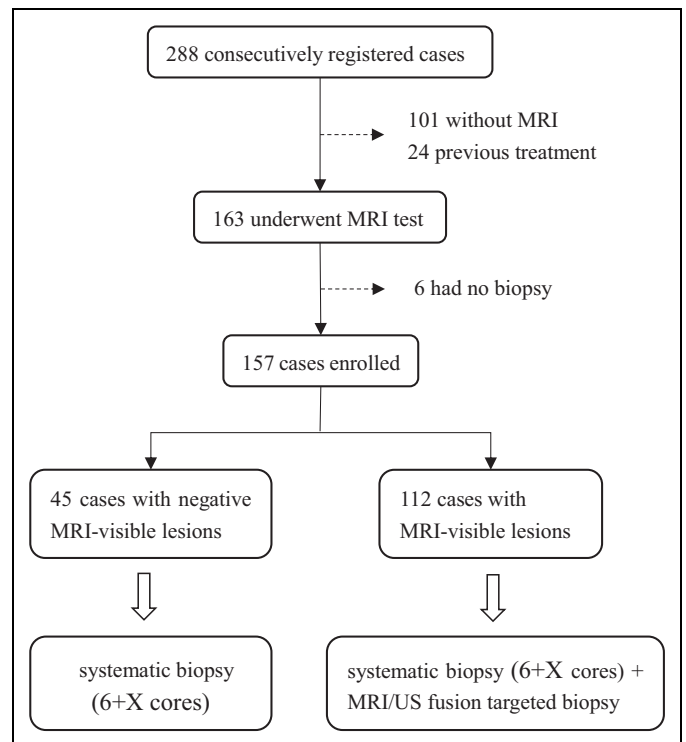 288 consecutively registered cases
101 without MRI
24 previous treatment
163 underwent MRI test
6 had no biopsy
157 cases enrolled
45 cases with negative
MRI-visible lesions
112 cases with
MRI-visible lesions
systematic biopsy
(6+X cores)
systematic biopsy (6+X cores) +
MRI/US fusion targeted biopsy